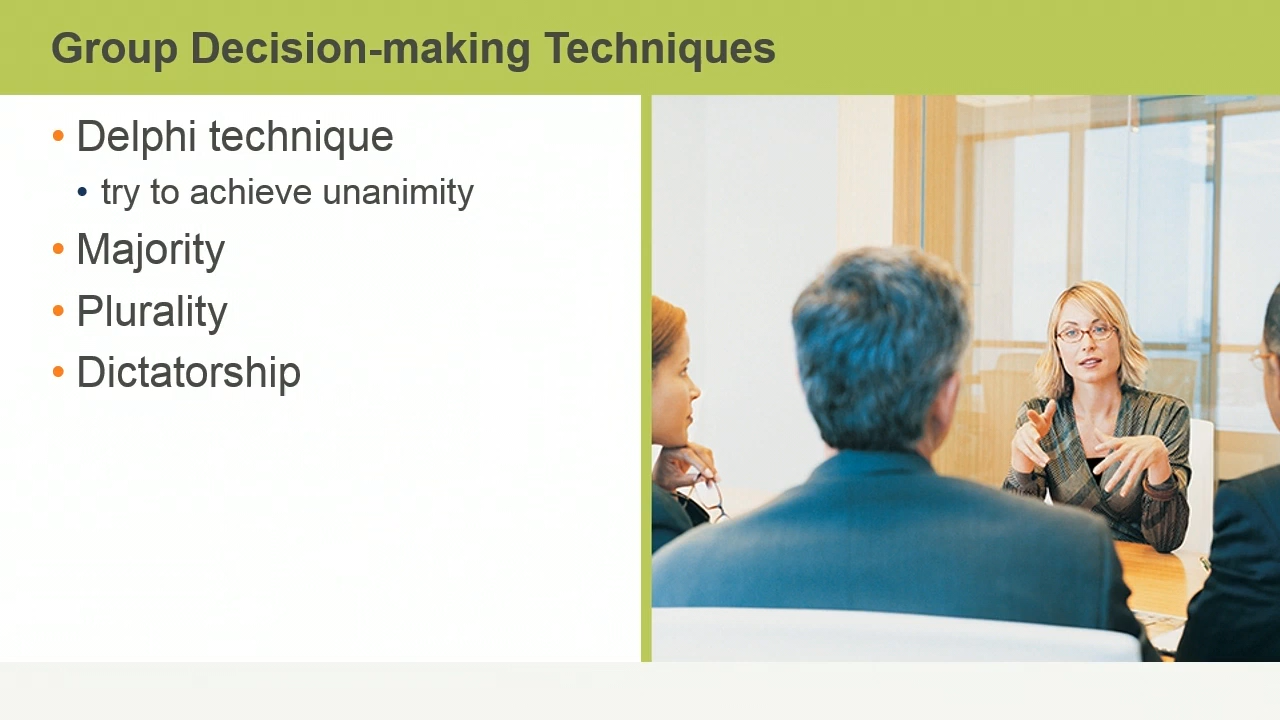 Group Decision-making Techniques
• Delphi technique
• try to achieve unanimity
• Majority
• Plurality
• Dictatorship